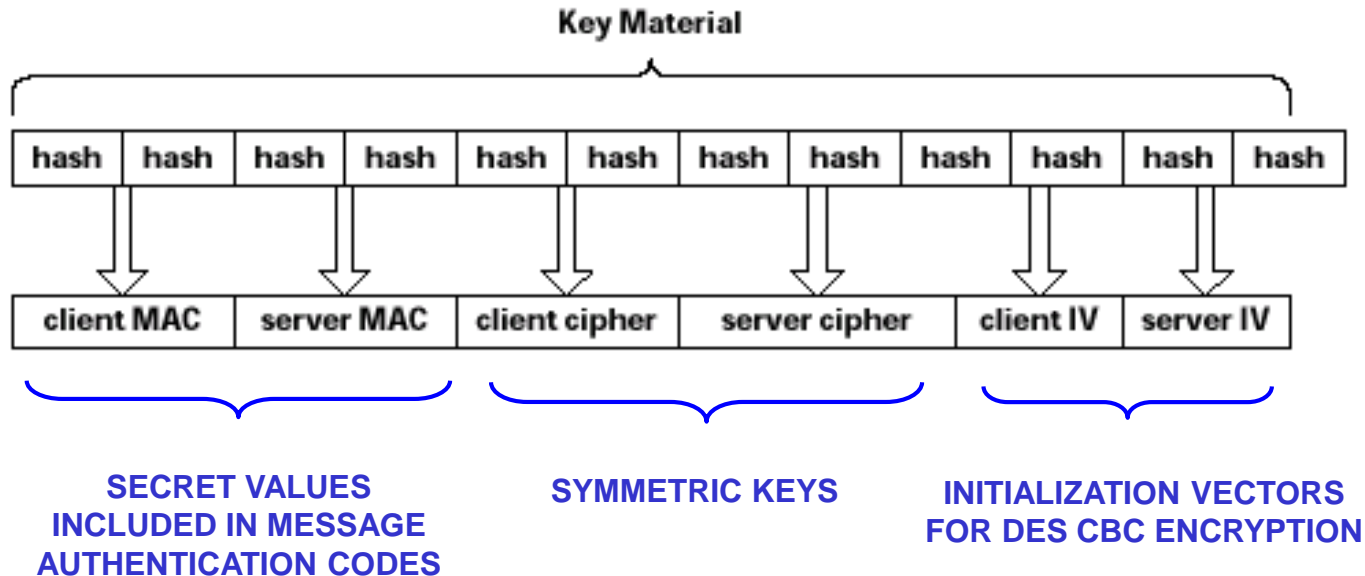 Key Material
hash hash hash hash hash hash hash hash hash hash hash hash
client MAC server MAC client cipher server cipher client IV server IV
SECRET VALUES
INCLUDED IN MESSAGE
AUTHENTICATION CODES
SYMMETRIC KEYS
INITIALIZATION VECTORS
FOR DES CBC ENCRYPTION